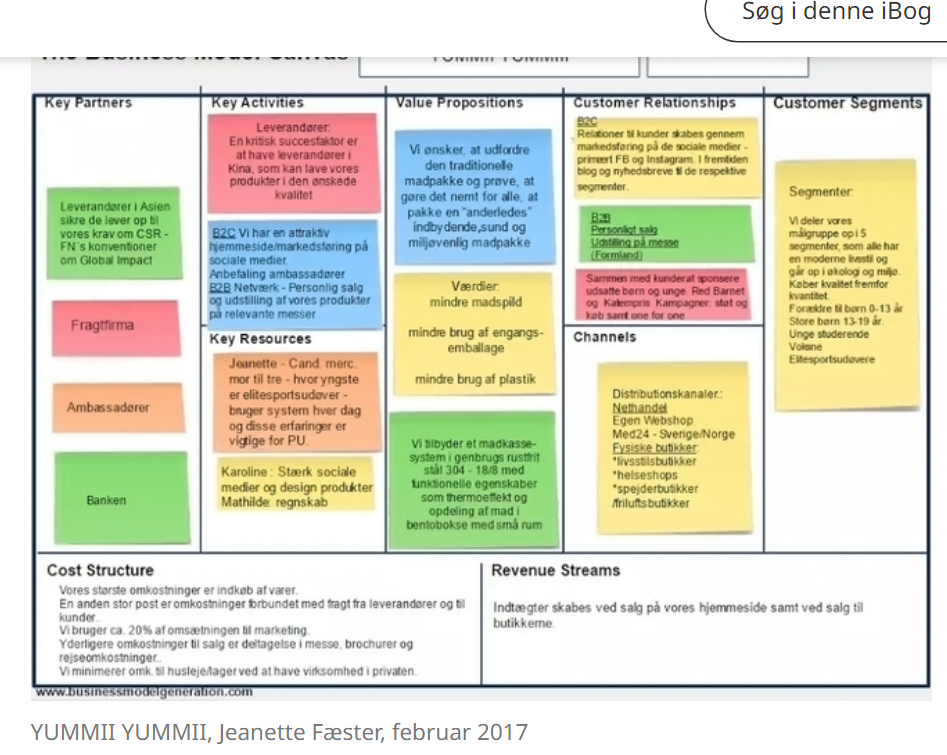 Søg i denne iBog
The Business Model Canvas
YUMMII YUMMII
Key Partners
Leverandører i Asien
sikre de lever op til
vores krav om CSR -
FN's konventioner
om Global Impact
Fragtfirma
Ambassadører
Banken
Key Activities
Leverandører:
En kritisk succesfaktor er
at have leverandører i
Kina, som kan lave vores
produkter i den ønskede
kvalitet
B2C Vi har en attraktiv
hjemmeside/markedsføring på
sociale medier.
Anbefaling ambassadører
B2B Netværk - Personlig salg
og udstilling af vores produkter
på relevante messer
Key Resources
Jeanette - Cand. merc.
mor til tre - hvor yngste
er elitesportsudøver -
bruger system hver dag
og disse erfaringer er
vigtige for PU.
Karoline : Stærk sociale
medier og design produkter
Mathilde: regnskab
Value Propositions
Vi ønsker, at udfordre
den traditionelle
madpakke og prøve, at
gøre det nemt for alle, at
pakke en "anderledes"
indbydende,sund og
miljøvenlig madpakke
Værdier:
mindre madspild
mindre brug af engangs-
emballage
mindre brug af plastik
Vi tilbyder et madkasse-
system i genbrugs rustfrit
stål 304 - 18/8 med
funktionelle egenskaber
som thermoeffekt og
opdeling af mad i
bentobokse med små rum
Customer Relationships
B2C
Relationer til kunder skabes gennem
markedsføring på de sociale medier -
primært FB og Instagram. I fremtiden
blog og nyhedsbreve til de respektive
segmenter.
B2B
Personligt salg
Udstilling på messe
(Formland)
Sammen med kunder at sponsere
udsatte børn og unge. Red Barnet
og Kalempris Kampagner: støt og
køb samt one for one
Channels
Distributionskanaler.:
Nethandel
Egen Webshop
Med24 - Sverige/Norge
Fysiske butikker:
*livsstilsbutikker
*helseshops
*spejderbutikker
/friluftsbutikker
Customer Segments
Segmenter:
Vi deler vores
målgruppe op i 5
segmenter, som alle har
en moderne livsstil og
går op i økologi og miljø.
Køber kvalitet fremfor
kvantitet.
Forældre til børn 0-13 år
Store børn 13-19 år.
Unge studerende
Voksne
Elitesportsudøvere
Cost Structure
Vores største omkostninger er indkøb af varer.
En anden stor post er omkostninger forbundet med fragt fra leverandører og til
kunder..
Vi bruger ca. 20% af omsætningen til marketing.
Yderligere omkostninger til salg er deltagelse i messe, brochurer og
rejseomkostninger..
Vi minimerer omk. til husleje/lager ved at have virksomhed i privaten.
Revenue Streams
Indtægter skabes ved salg på vores hjemmeside samt ved salg til
butikkerne.
www.businessmodelgeneration.com
YUMMII YUMMII, Jeanette Fæster, februar 2017